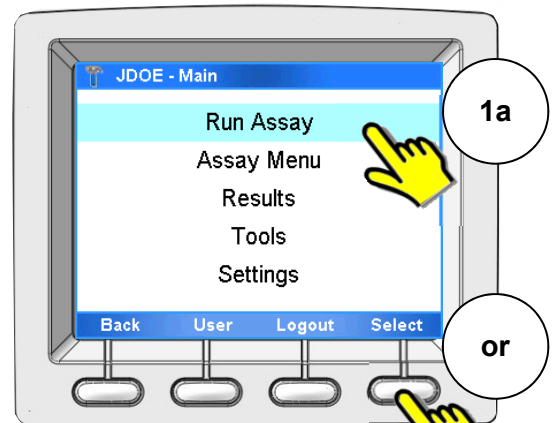 JDOE - Main
1a
Run Assay
Assay Menu
Results
Tools
Settings
Back User Logout Select
or